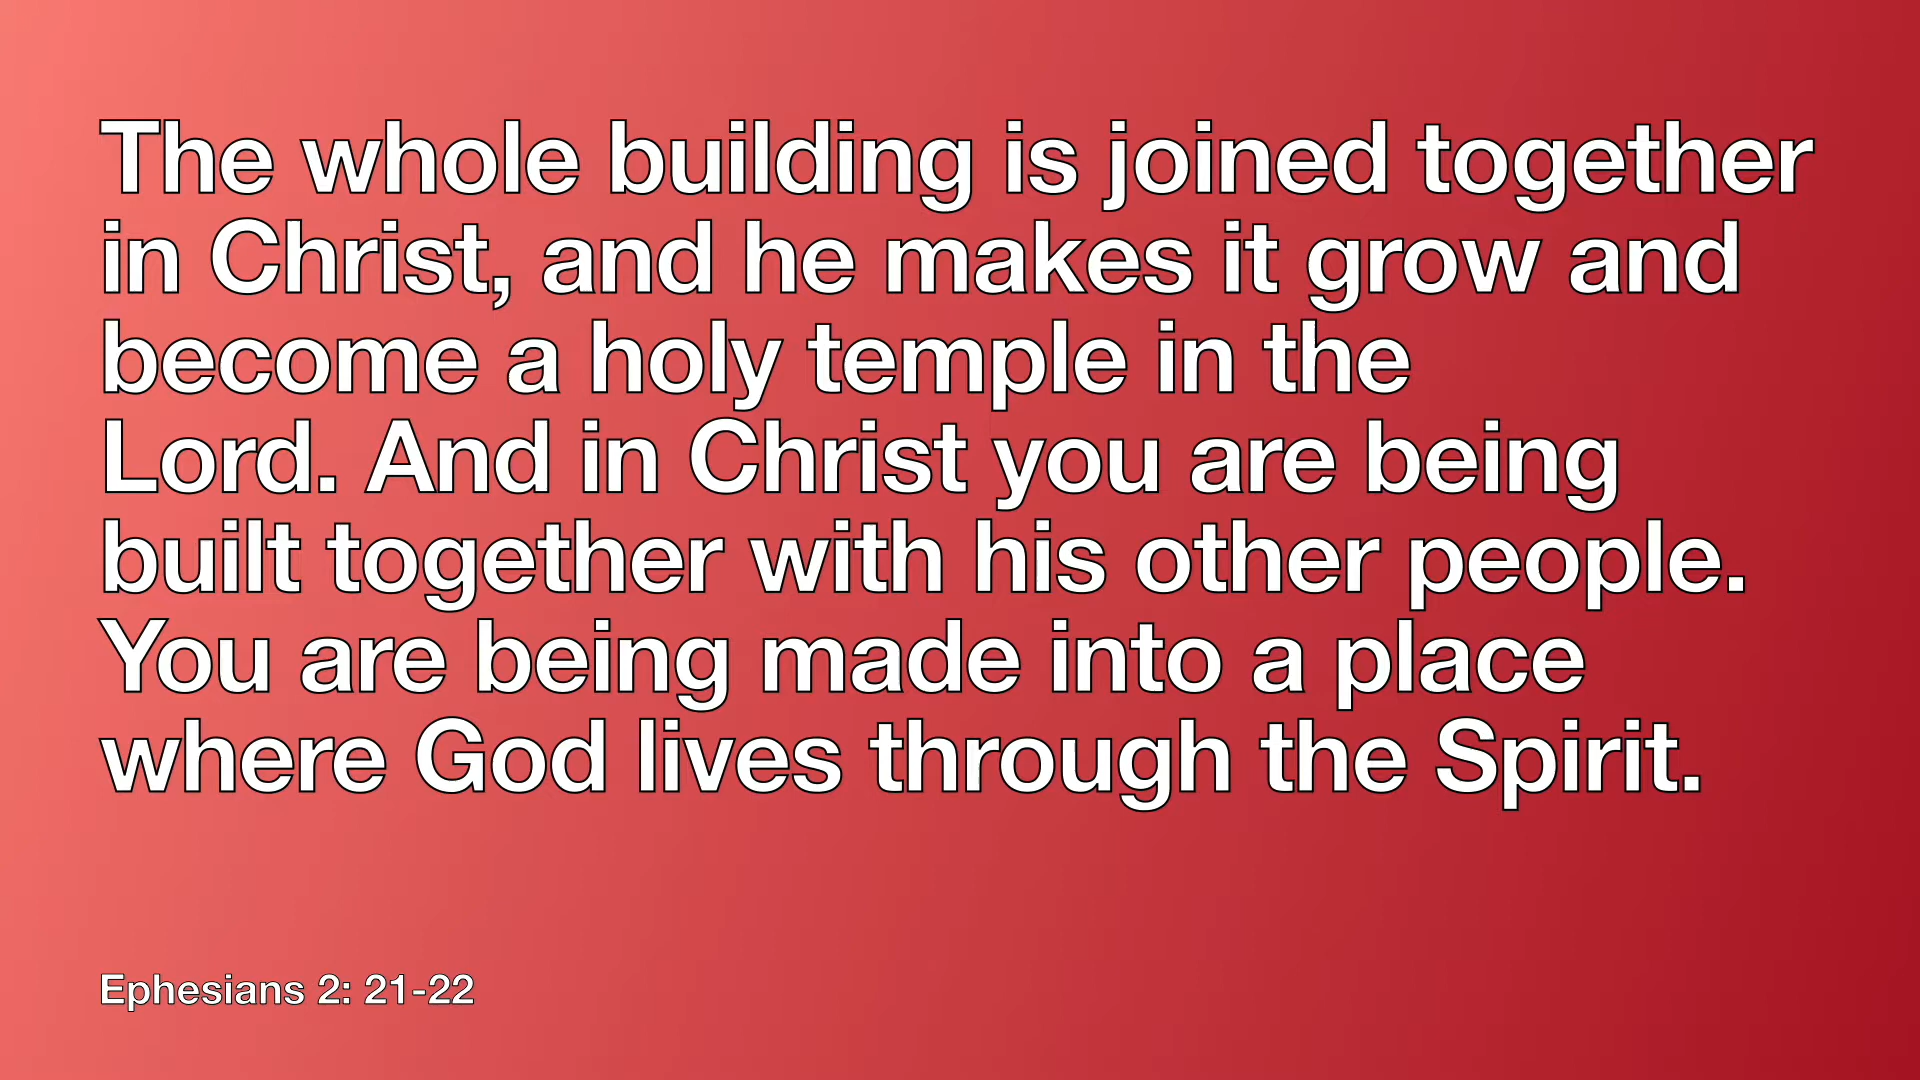 The whole building is joined together
in Christ, and he makes it grow and
become a holy temple in the
Lord. And in Christ you are being
built together with his other people.
You are being made into a place
where God lives through the Spirit.
Ephesians 2: 21-22